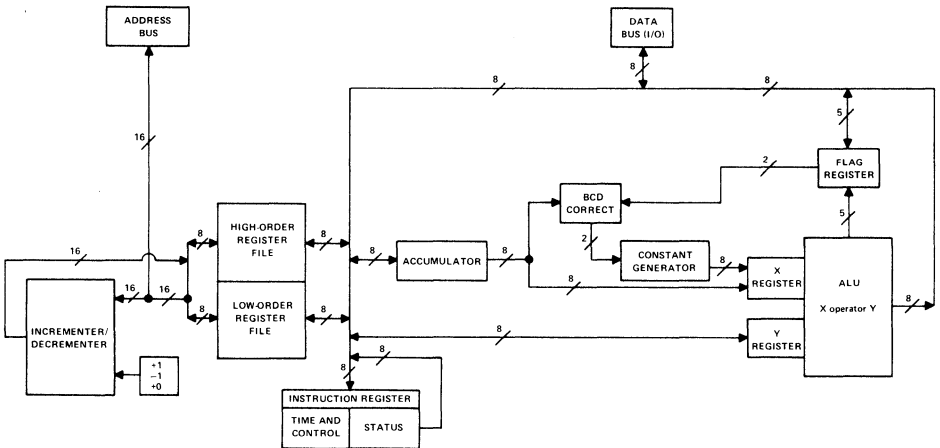 ADDRESS
BUS
DATA
BUS (I/O)
8
8
8
16
5
2
FLAG
REGISTER
BCD
CORRECT
5
HIGH-ORDER
REGISTER
FILE
8
8
16
8
ACCUMULATOR
8
2
CONSTANT
GENERATOR
8
X
REGISTER
ALU
X operator Y
8
8
16
16
INCREMENTER/
DECREMENTER
8
LOW-ORDER
REGISTER
FILE
8
8
Y
REGISTER
+1
-1
+0
8
8
INSTRUCTION REGISTER
TIME AND
CONTROL
STATUS